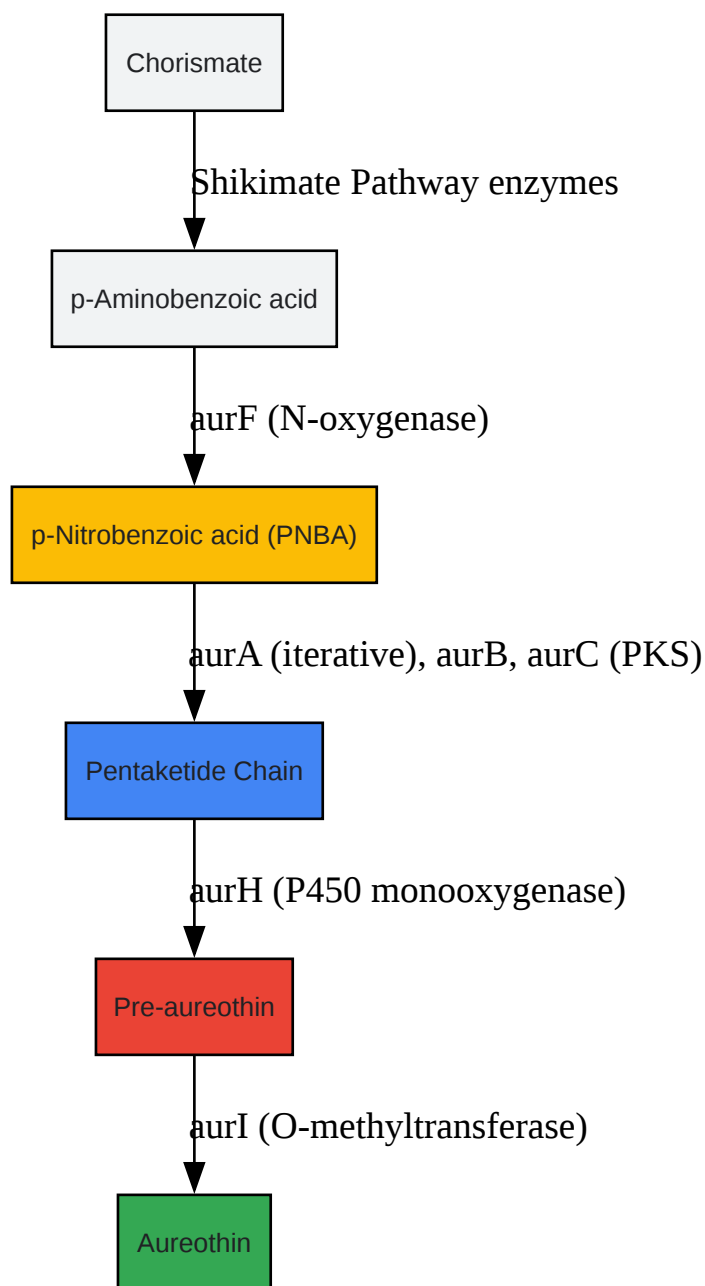 Chorismate
Shikimate Pathway enzymes
p-Aminobenzoic acid
aurF (N-oxygenase)
p-Nitrobenzoic acid (PNBA)
aurA (iterative), aurB, aurC (PKS)
Pentaketide Chain
aurH (P450 monooxygenase)
Pre-aureothin
aurI (O-methyltransferase)
Aureothin